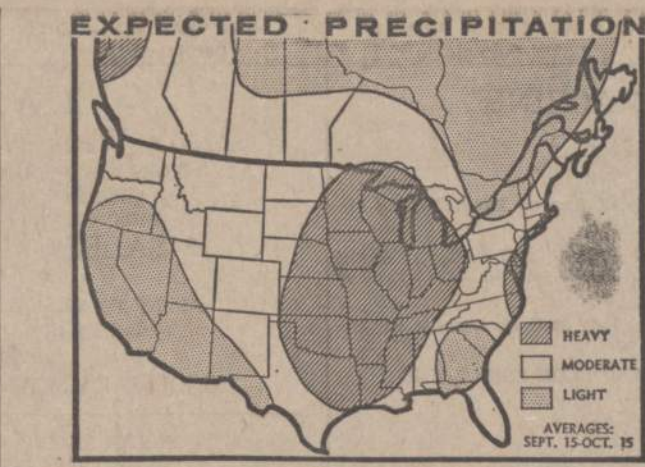 EXPECTED PRECIPITATION
HEAVY
MODERATE
LIGHT
AVERAGES:
SEPT. 15-OCT. 15